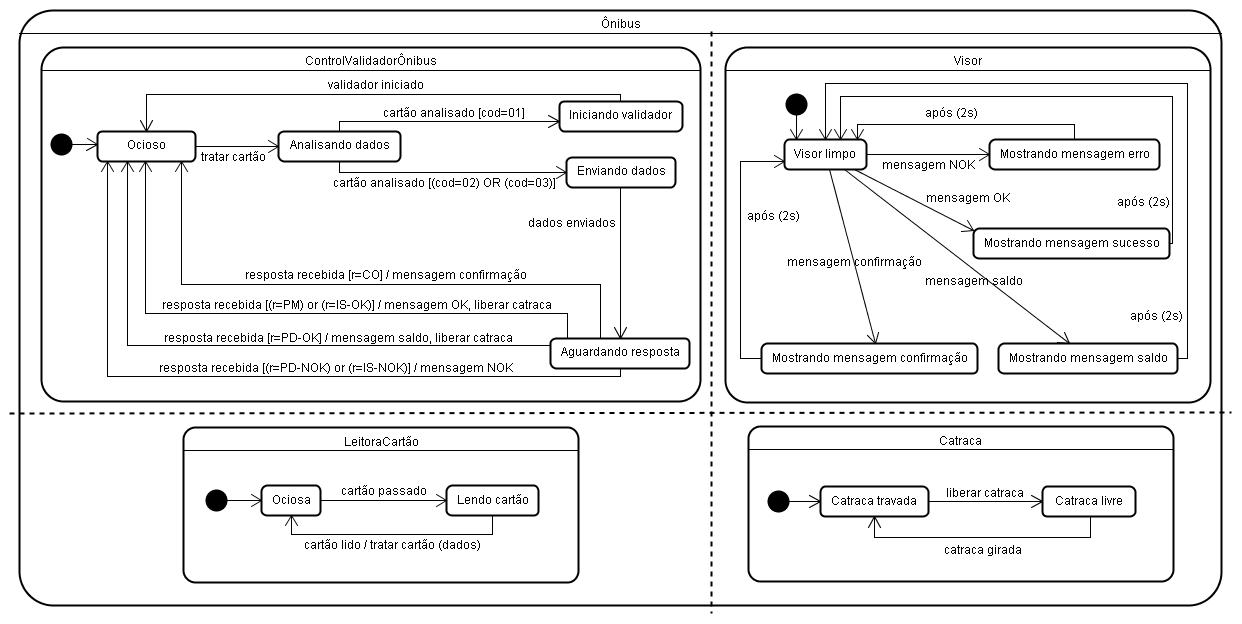 Ônibus
ControlValidadorÔnibus
validador iniciado
cartão analisado [cod=01]
Iniciando validador
Ocioso
tratar cartão
Analisando dados
cartão analisado [(cod=02) OR (cod=03)]
Enviando dados
dados enviados
resposta recebida [r=CO] / mensagem confirmação
resposta recebida [(r=PM) or (r=IS-OK)] / mensagem OK, liberar catraca
resposta recebida [r=PD-OK] / mensagem saldo, liberar catraca
Aguardando resposta
resposta recebida [(r=PD-NOK) or (r=IS-NOK)] / mensagem NOK
Visor
após (2s)
Visor limpo
mensagem NOK
Mostrando mensagem erro
mensagem OK
após (2s)
após (2s)
Mostrando mensagem sucesso
mensagem confirmação
mensagem saldo
após (2s)
Mostrando mensagem confirmação
Mostrando mensagem saldo
LeitoraCartão
Ociosa
cartão passado
Lendo cartão
cartão lido / tratar cartão (dados)
Catraca
Catraca travada
liberar catraca
Catraca livre
catraca girada